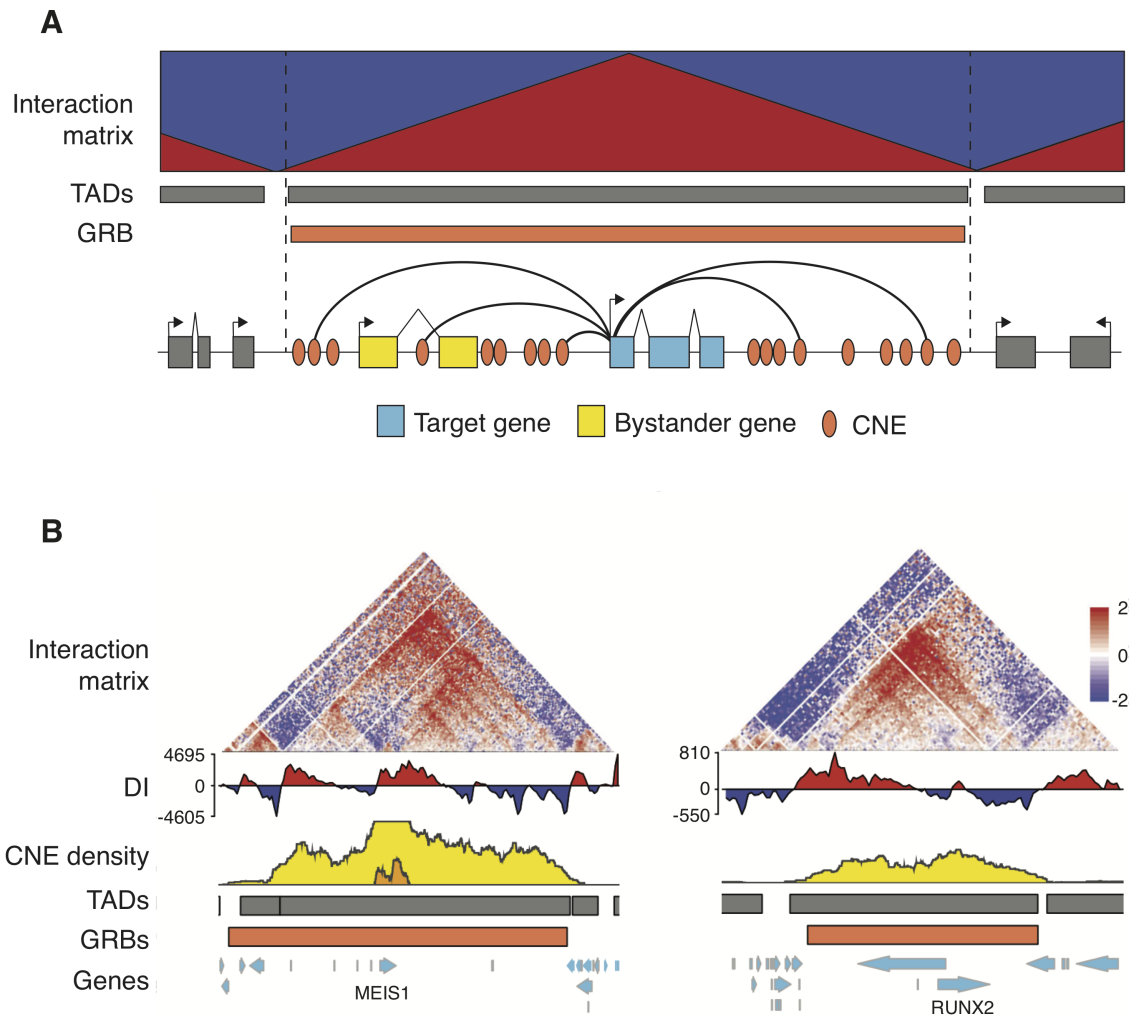 A
Interaction
matrix
TADs
GRB
Target gene
Bystander gene
CNE
B
Interaction
matrix
2
0
-2
4695
0
-4605
DI
810
0
-550
CNE density
TADs
GRBs
Genes
MEIS1
RUNX2